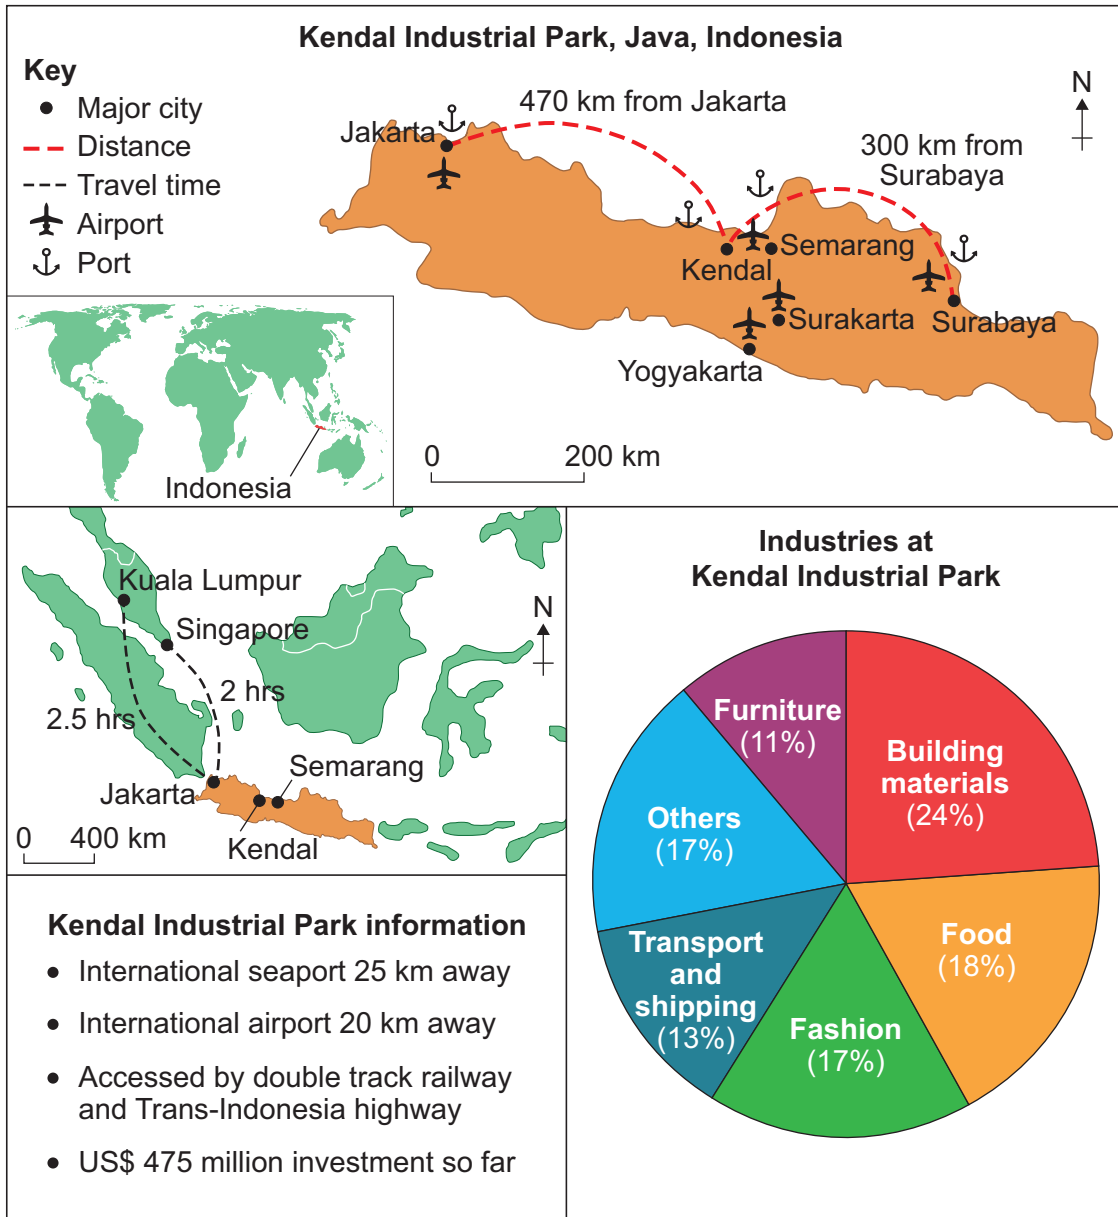 Kendal Industrial Park, Java, Indonesia
Key
Major city
Distance
Travel time
Airport
Port
470 km from Jakarta
300 km from
Surabaya
N
Jakarta
Kendal
Semarang
Surakarta
Surabaya
Yogyakarta
0 200 km
Indonesia
Kuala Lumpur
Singapore
N
2 hrs
2.5 hrs
Semarang
Jakarta
Kendal
0 400 km
Kendal Industrial Park information
• International seaport 25 km away
• International airport 20 km away
• Accessed by double track railway
and Trans-Indonesia highway
• US$ 475 million investment so far
Industries at
Kendal Industrial Park
Furniture
(11%)
Building
materials
(24%)
Others
(17%)
Food
(18%)
Transport
and
shipping
(13%)
Fashion
(17%)